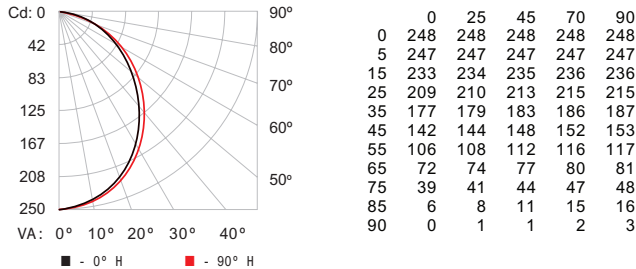 Cd: 0
42
83
125
167
208
250
90º
80º
70º
60º
50º
VA: 0º 10º 20º 30º 40º
- 0º H
- 90º H
0 25 45 70 90
0 248 248 248 248 248
5 247 247 247 247 247
15 233 234 235 236 236
25 209 210 213 215 215
35 177 179 183 186 187
45 142 144 148 152 153
55 106 108 112 116 117
65 72 74 77 80 81
75 39 41 44 47 48
85 6 8 11 15 16
90 0 1 1 2 3